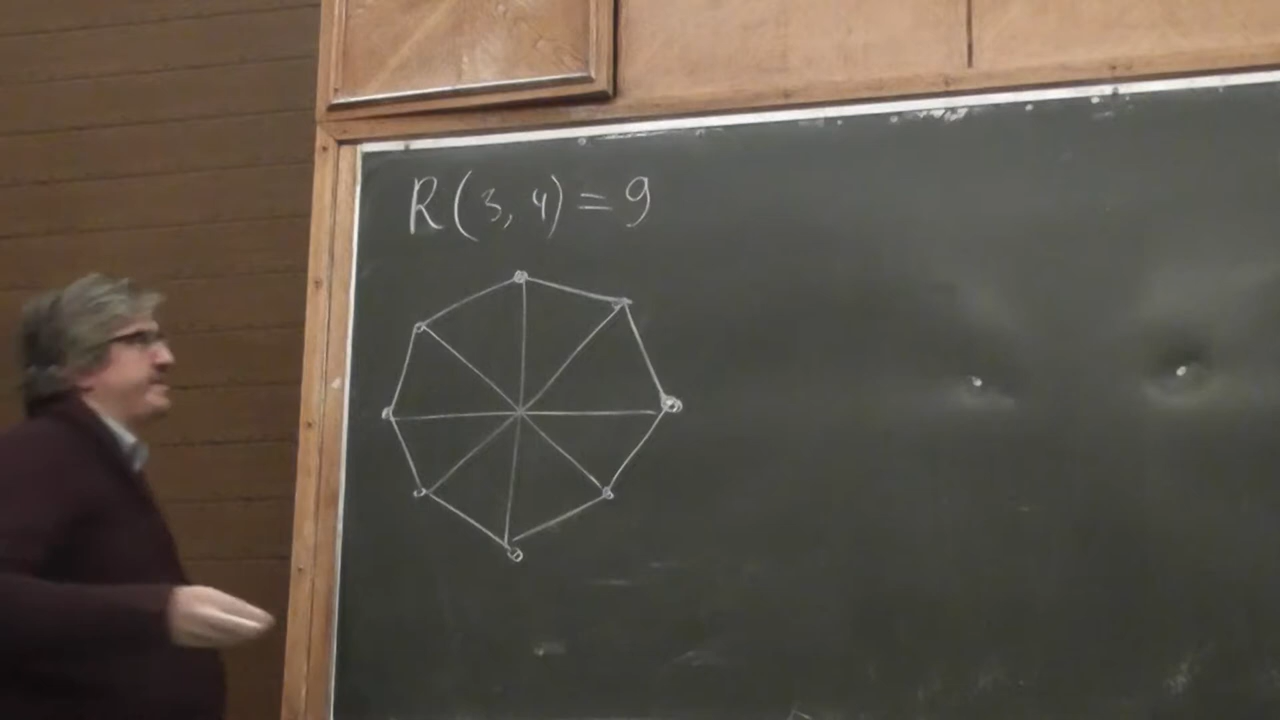 R(3, 4) = 9